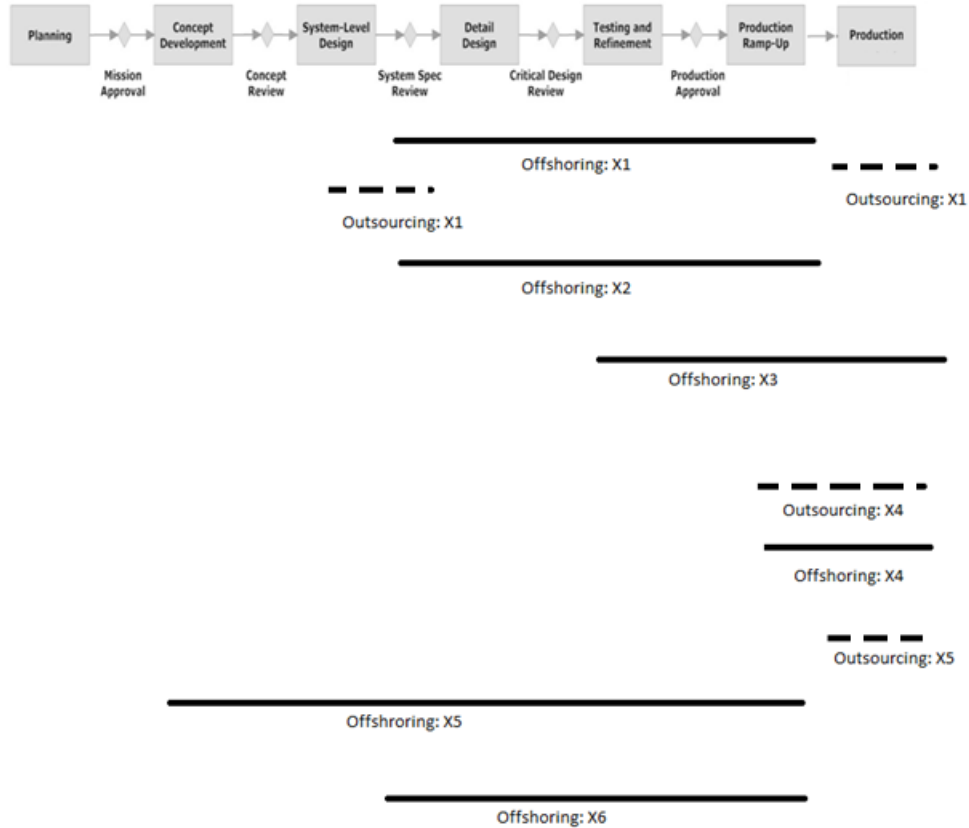 Planning
Concept
Development
System-Level
Design
Detail
Design
Testing and
Refinement
Production
Ramp-Up
Production
Mission
Approval
Concept
Review
System Spec
Review
Critical Design
Review
Production
Approval
Offshoring: X1
Outsourcing: X1
Outsourcing: X1
Offshoring: X2
Offshoring: X3
Outsourcing: X4
Offshoring: X4
Outsourcing: X5
Offshroring: X5
Offshoring: X6